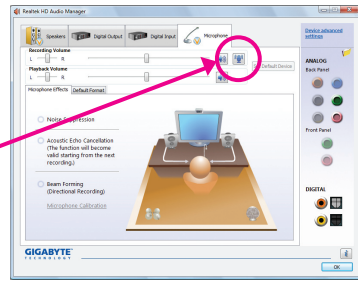 Realtek HD Audio Manager
Speakers
Digital Output
Digital Input
Microphone
Device advanced
settings
Recording Volume
L
R
Default Device
Playback Volume
L
R
Microphone Effects
Default Format
Noise Suppression
Acoustic Echo Cancellation
(The function will become
valid starting from the next
recording.)
Beam Forming
(Directional Recording)
Microphone Calibration
ANALOG
Back Panel
Front Panel
DIGITAL
GIGABYTE
TECHNOLOGY
i
OK